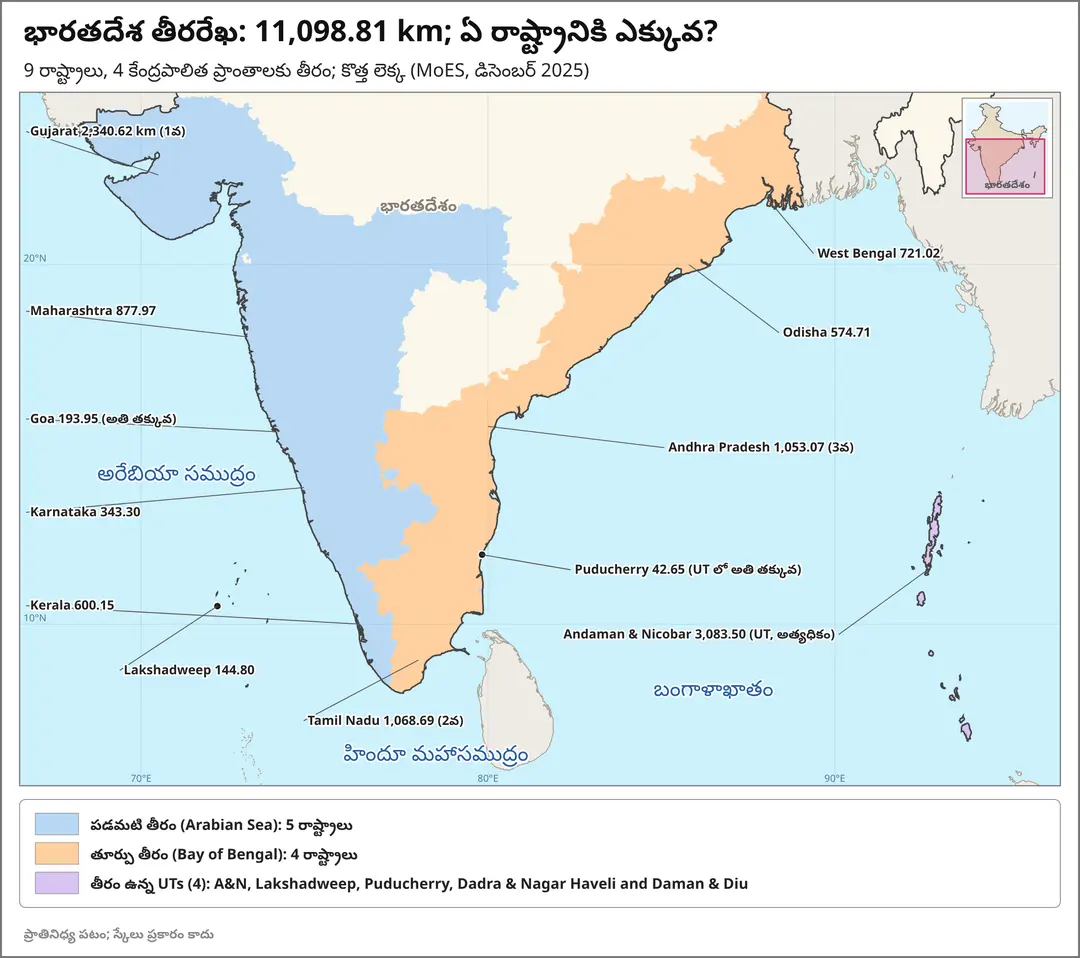 భారతదేశ తీరరేఖ: 11,098.81 km; ఏ రాష్ట్రానికి ఎక్కువ?
9 రాష్ట్రాలు, 4 కేంద్రపాలిత ప్రాంతాలకు తీరం; కొత్త లెక్క (MoES, డిసెంబర్ 2025)
Gujarat 2,340.62 km (1వ)
భారతదేశం
భారతదేశం
West Bengal 721.02
20°N
Maharashtra 877.97
Odisha 574.71
Goa 193.95 (అతి తక్కువ)
Andhra Pradesh 1,053.07 (3వ)
అరేబియా సముద్రం
Karnataka 343.30
Puducherry 42.65 (UT లో అతి తక్కువ)
Kerala 600.15
10°N
Andaman & Nicobar 3,083.50 (UT, అత్యధికం)
Lakshadweep 144.80
బంగాళాఖాతం
Tamil Nadu 1,068.69 (2వ)
హిందూ మహాసముద్రం
70°E
80°E
90°E
పడమటి తీరం (Arabian Sea): 5 రాష్ట్రాలు
తూర్పు తీరం (Bay of Bengal): 4 రాష్ట్రాలు
తీరం ఉన్న UTs (4): A&N, Lakshadweep, Puducherry, Dadra & Nagar Haveli and Daman & Diu
ప్రాతినిధ్య పటం; స్కేలు ప్రకారం కాదు